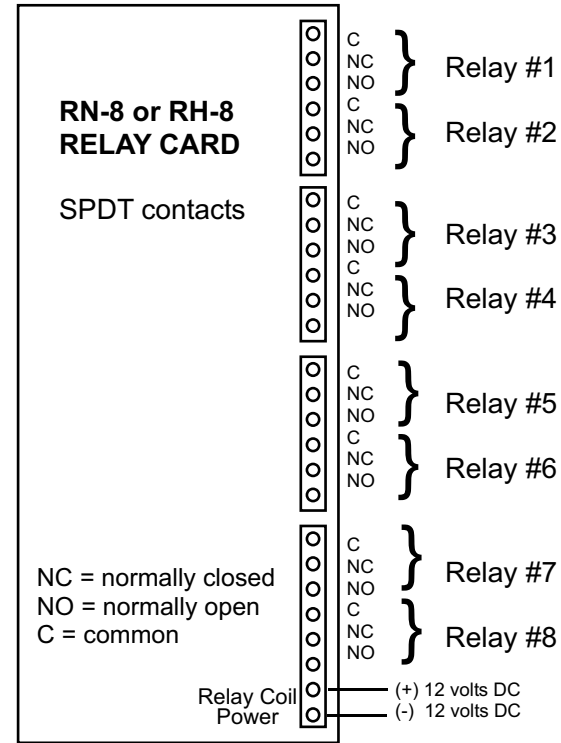 RN-8 or RH-8
RELAY CARD
SPDT contacts
C
NC
NO
Relay #1
C
NC
NO
Relay #2
C
NC
NO
Relay #3
C
NC
NO
Relay #4
C
NC
NO
Relay #5
C
NC
NO
Relay #6
C
NC
NO
Relay #7
C
NC
NO
Relay #8
NC = normally closed
NO = normally open
C = common
Relay Coil
Power
(+) 12 volts DC
(-) 12 volts DC